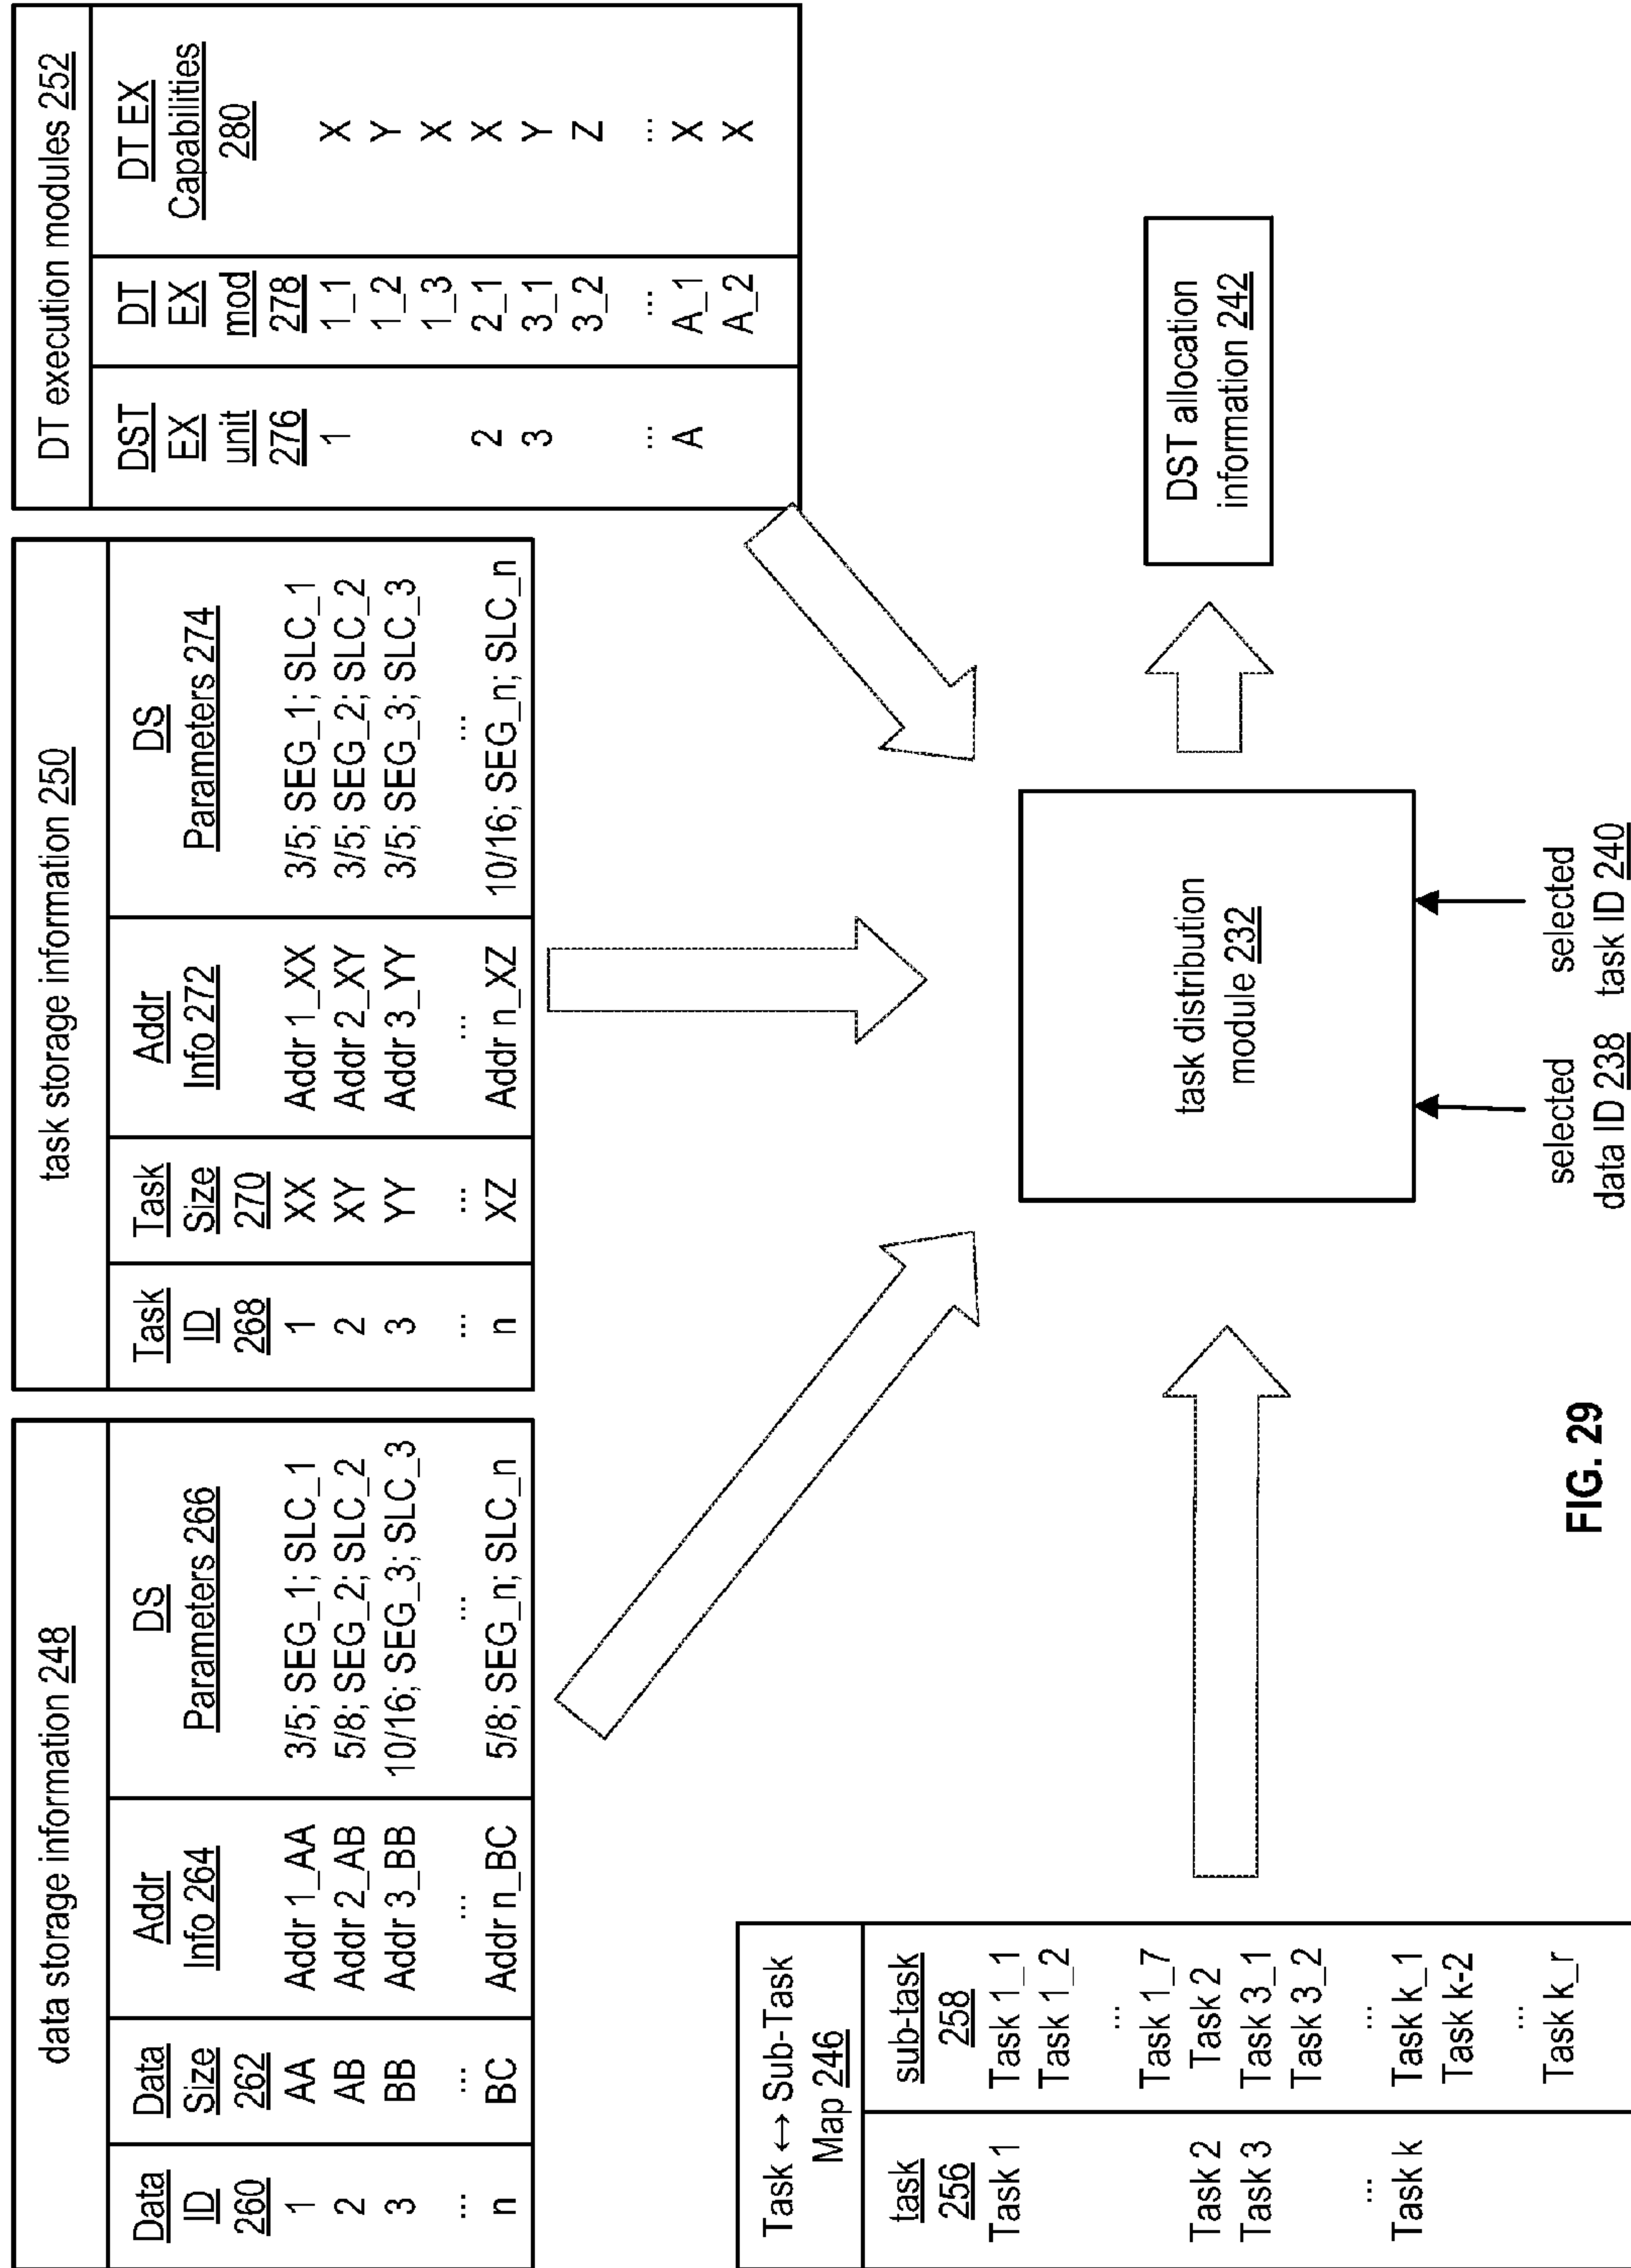 data storage information 248
Data ID 260
Data Size 262
Addr Info 264
DS Parameters 266
1 AA Addr 1_AA 3/5; SEG_1; SLC_1
2 AB Addr 2_AB 5/8; SEG_2; SLC_2
3 BB Addr 3_BB 10/16; SEG_3; SLC_3
... ... ... ...
n BC Addr n_BC 5/8; SEG_n; SLC_n
task storage information 250
Task ID 268
Task Size 270
Addr Info 272
DS Parameters 274
1 XX Addr 1_XX 3/5; SEG_1; SLC_1
2 XY Addr 2_XY 3/5; SEG_2; SLC_2
3 YY Addr 3_YY 3/5; SEG_3; SLC_3
... ... ... ...
n XZ Addr n_XZ 10/16; SEG_n; SLC_n
DT execution modules 252
DST EX unit 276
DT EX mod 278
DT EX Capabilities 280
1 1_1 X
1_2 Y
1_3 X
2 2_1 X
3 3_1 Y
3_2 Z
... ... ...
A A_1 X
A_2 X
Task ↔ Sub-Task
Map 246
task 256
sub-task 258
Task 1 Task 1_1
Task 1_2
...
Task 1_7
Task 2 Task 2
Task 3 Task 3_1
Task 3_2
... ...
Task k Task k_1
Task k-2
...
Task k_r
task distribution
module 232
DST allocation
information 242
selected
data ID 238
selected
task ID 240
FIG. 29